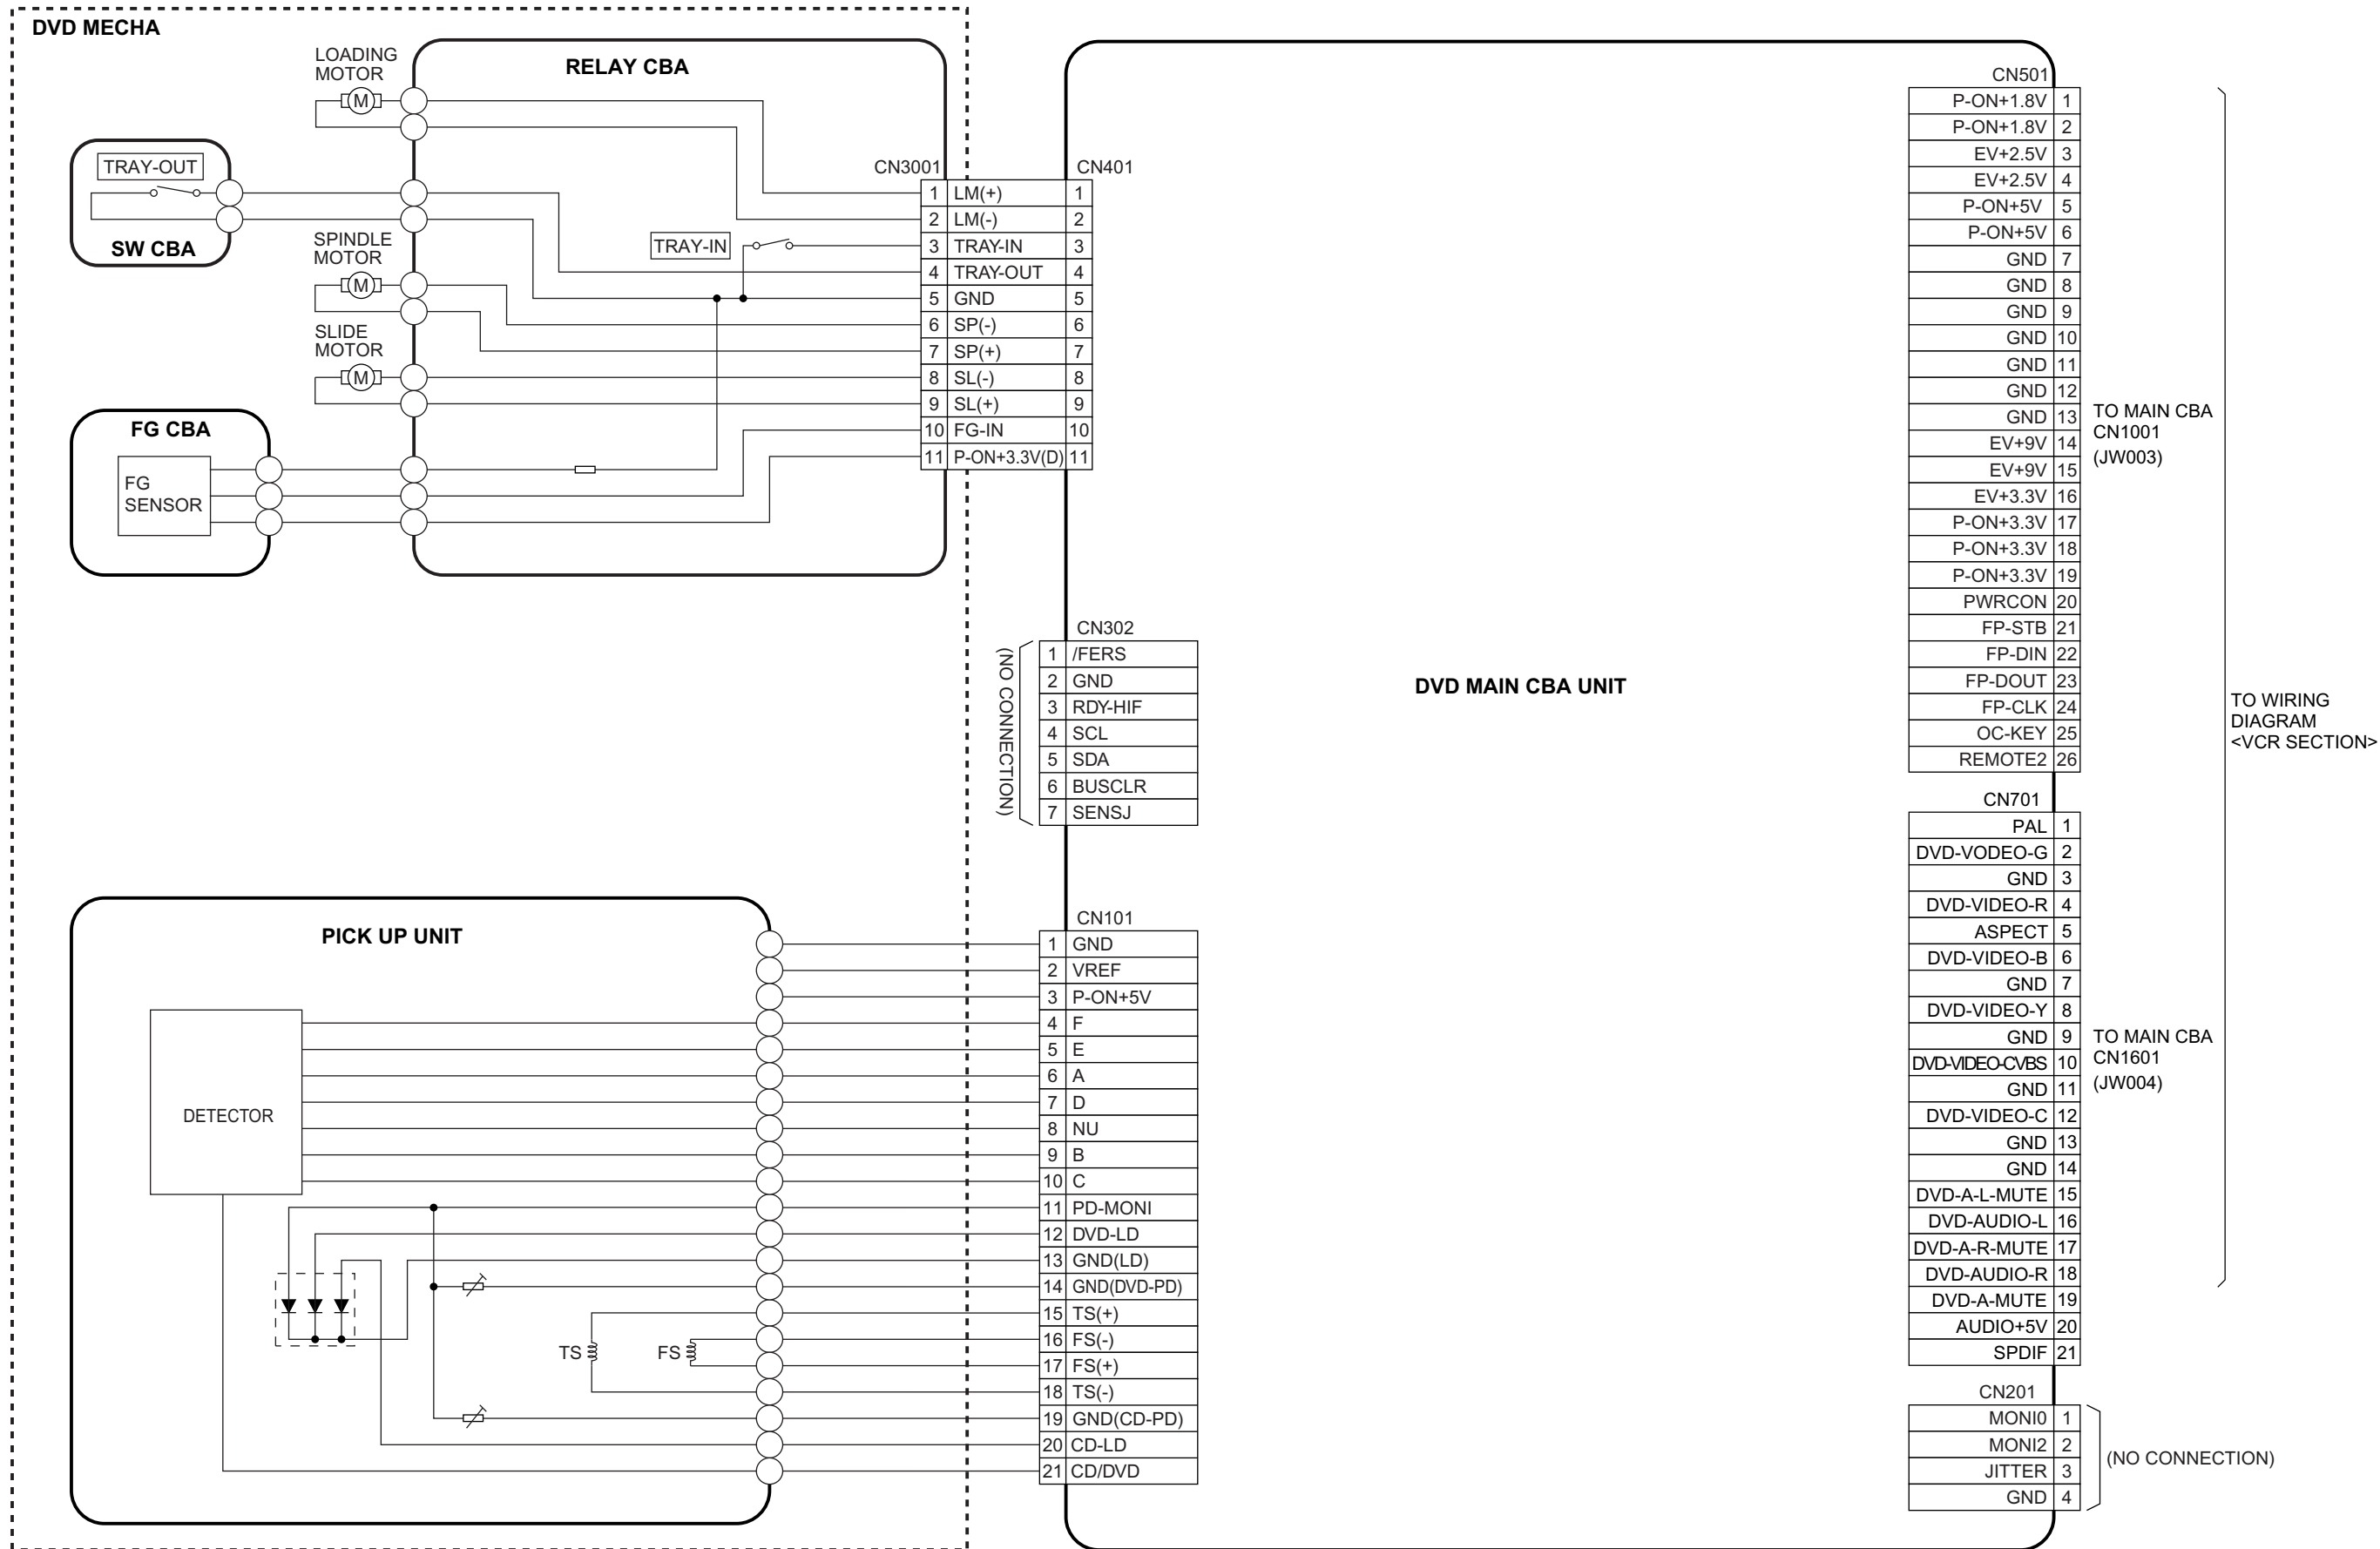 DVD MECHA
LOADING
MOTOR
M
RELAY CBA
TRAY-OUT
SW CBA
SPINDLE
MOTOR
M
SLIDE
MOTOR
M
FG CBA
FG
SENSOR
TRAY-IN
CN3001
CN401
1 LM(+) 1
2 LM(-) 2
3 TRAY-IN 3
4 TRAY-OUT 4
5 GND 5
6 SP(-) 6
7 SP(+) 7
8 SL(-) 8
9 SL(+) 9
10 FG-IN 10
11 P-ON+3.3V(D) 11
CN302
(NO CONNECTION)
1 /FERS
2 GND
3 RDY-HIF
4 SCL
5 SDA
6 BUSCLR
7 SENSJ
PICK UP UNIT
DETECTOR
TS
FS
CN101
1 GND
2 VREF
3 P-ON+5V
4 F
5 E
6 A
7 D
8 NU
9 B
10 C
11 PD-MONI
12 DVD-LD
13 GND(LD)
14 GND(DVD-PD)
15 TS(+)
16 FS(-)
17 FS(+)
18 TS(-)
19 GND(CD-PD)
20 CD-LD
21 CD/DVD
DVD MAIN CBA UNIT
CN501
P-ON+1.8V 1
P-ON+1.8V 2
EV+2.5V 3
EV+2.5V 4
P-ON+5V 5
P-ON+5V 6
GND 7
GND 8
GND 9
GND 10
GND 11
GND 12
GND 13
EV+9V 14
EV+9V 15
EV+3.3V 16
P-ON+3.3V 17
P-ON+3.3V 18
P-ON+3.3V 19
PWRCON 20
FP-STB 21
FP-DIN 22
FP-DOUT 23
FP-CLK 24
OC-KEY 25
REMOTE2 26
TO MAIN CBA
CN1001
(JW003)
CN701
PAL 1
DVD-VODEO-G 2
GND 3
DVD-VIDEO-R 4
ASPECT 5
DVD-VIDEO-B 6
GND 7
DVD-VIDEO-Y 8
GND 9
DVD-VIDEO-CVBS 10
GND 11
DVD-VIDEO-C 12
GND 13
GND 14
DVD-A-L-MUTE 15
DVD-AUDIO-L 16
DVD-A-R-MUTE 17
DVD-AUDIO-R 18
DVD-A-MUTE 19
AUDIO+5V 20
SPDIF 21
TO MAIN CBA
CN1601
(JW004)
TO WIRING
DIAGRAM
<VCR SECTION>
CN201
MONI0 1
MONI2 2
JITTER 3
GND 4
(NO CONNECTION)